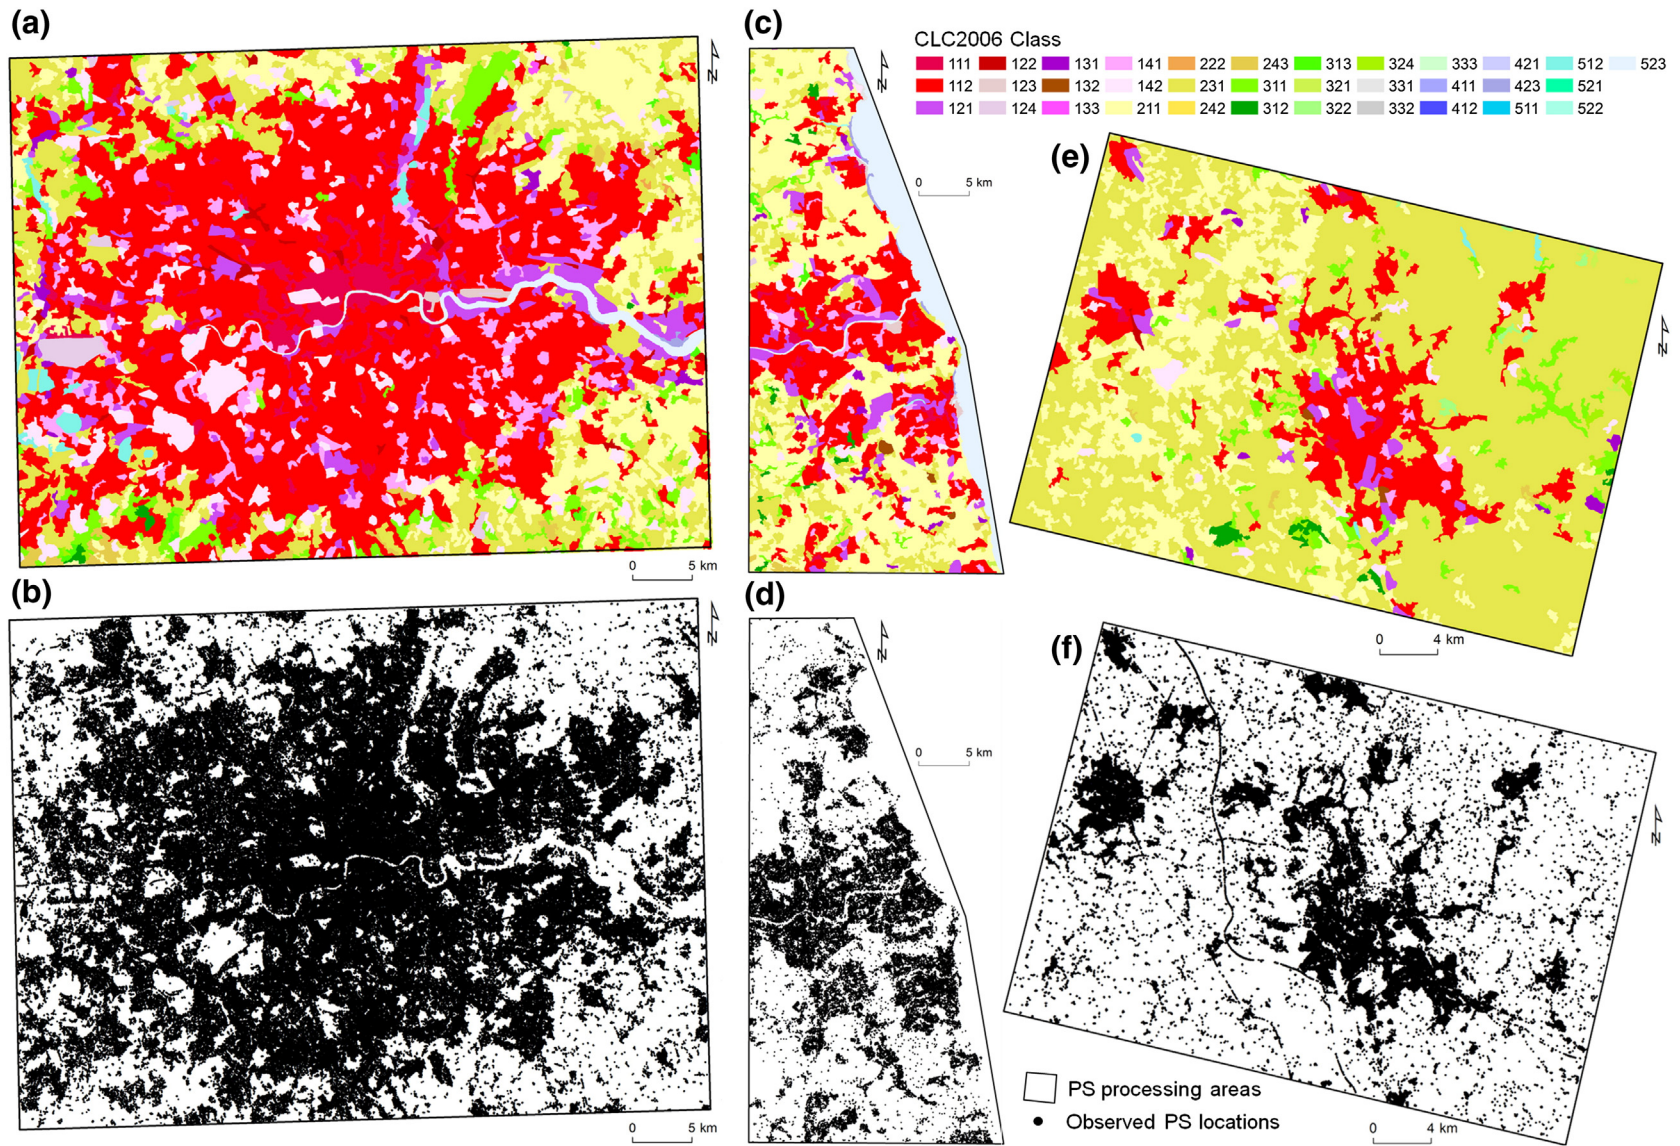 (a)
N
5 km
0
(c)
N
0
5 km
CLC2006 Class
111 122 131 141 222 243 313 324 333 421 512 523
112 123 132 142 231 311 321 331 411 423 521
121 124 133 211 242 312 322 332 412 511 522
(e)
N
0
4 km
(b)
N
0
5 km
(d)
N
0
5 km
(f)
N
PS processing areas
Observed PS locations
0
4 km